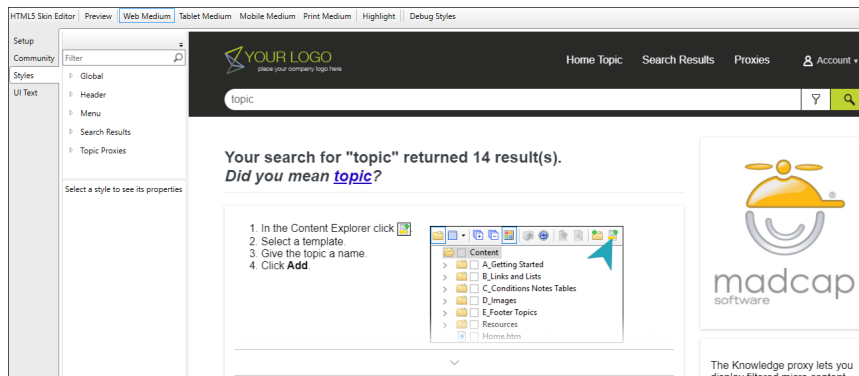 HTML5 Skin Editor Preview Web Medium Tablet Medium Mobile Medium Print Medium Highlight Debug Styles
Setup
Community
Styles
UI Text
Filter
Global
Header
Menu
Search Results
Topic Proxies
Select a style to see its properties
YOUR LOGO
place your company logo here
Home Topic Search Results Proxies Account
topic
Your search for "topic" returned 14 result(s).
Did you mean topic?
1. In the Content Explorer click
2. Select a template.
3. Give the topic a name.
4. Click Add.
Content
A_Getting Started
B_Links and Lists
C_Conditions Notes Tables
D_Images
E_Footer Topics
Resources
Home.htm
madcap
software
The Knowledge proxy lets you
display filtered micro content